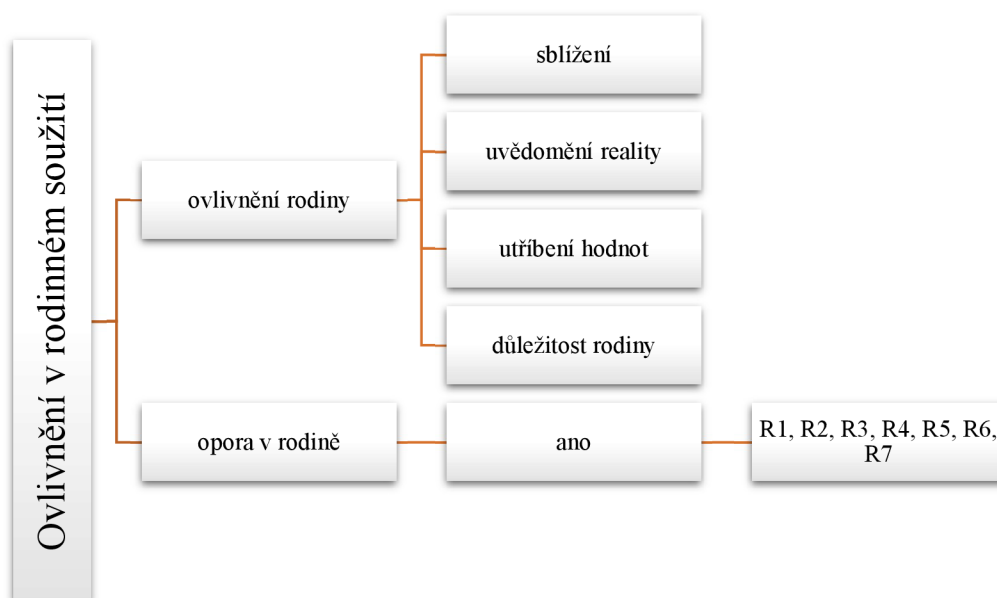 Ovlivnění v rodinném soužití
ovlivnění rodiny
sblížení
uvědomění reality
utříbení hodnot
důležitost rodiny
opora v rodině
ano
R1, R2, R3, R4, R5, R6,
R7